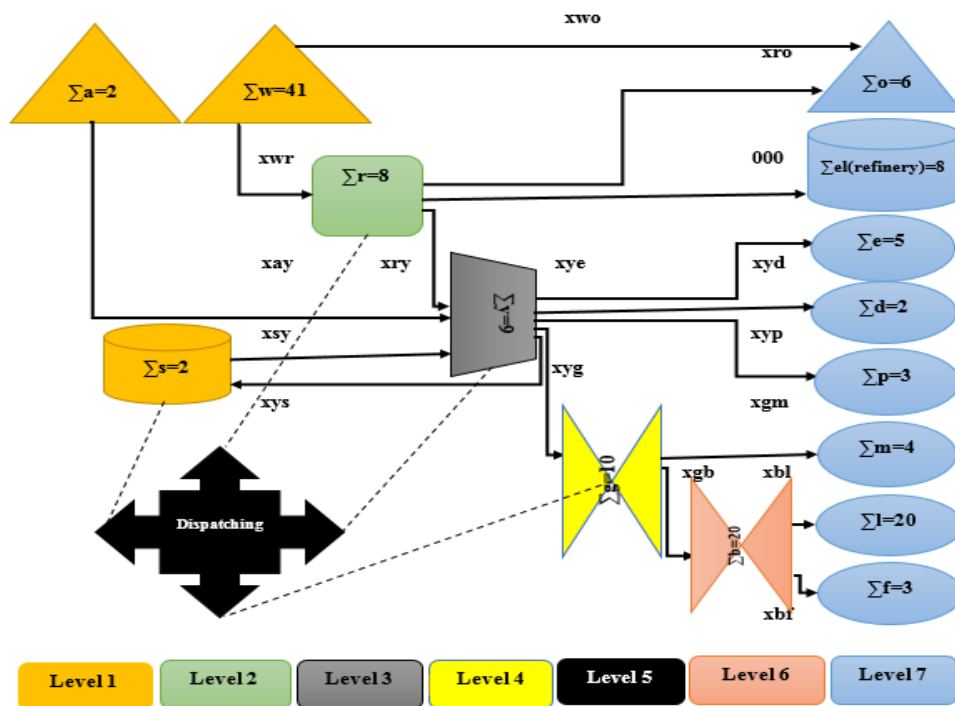 xwo
xro
∑a=2
∑w=41
∑o=6
xwr
000
∑r=8
∑el(refinery)=8
∑e=5
xay
xry
xye
xyd
∑y=9
∑d=2
xsy
xyp
∑s=2
xyg
∑p=3
xys
xgm
∑m=4
xgb
xbl
∑g=10
Dispatching
∑l=20
∑b=20
∑f=3
xbf
Level 1
Level 2
Level 3
Level 4
Level 5
Level 6
Level 7